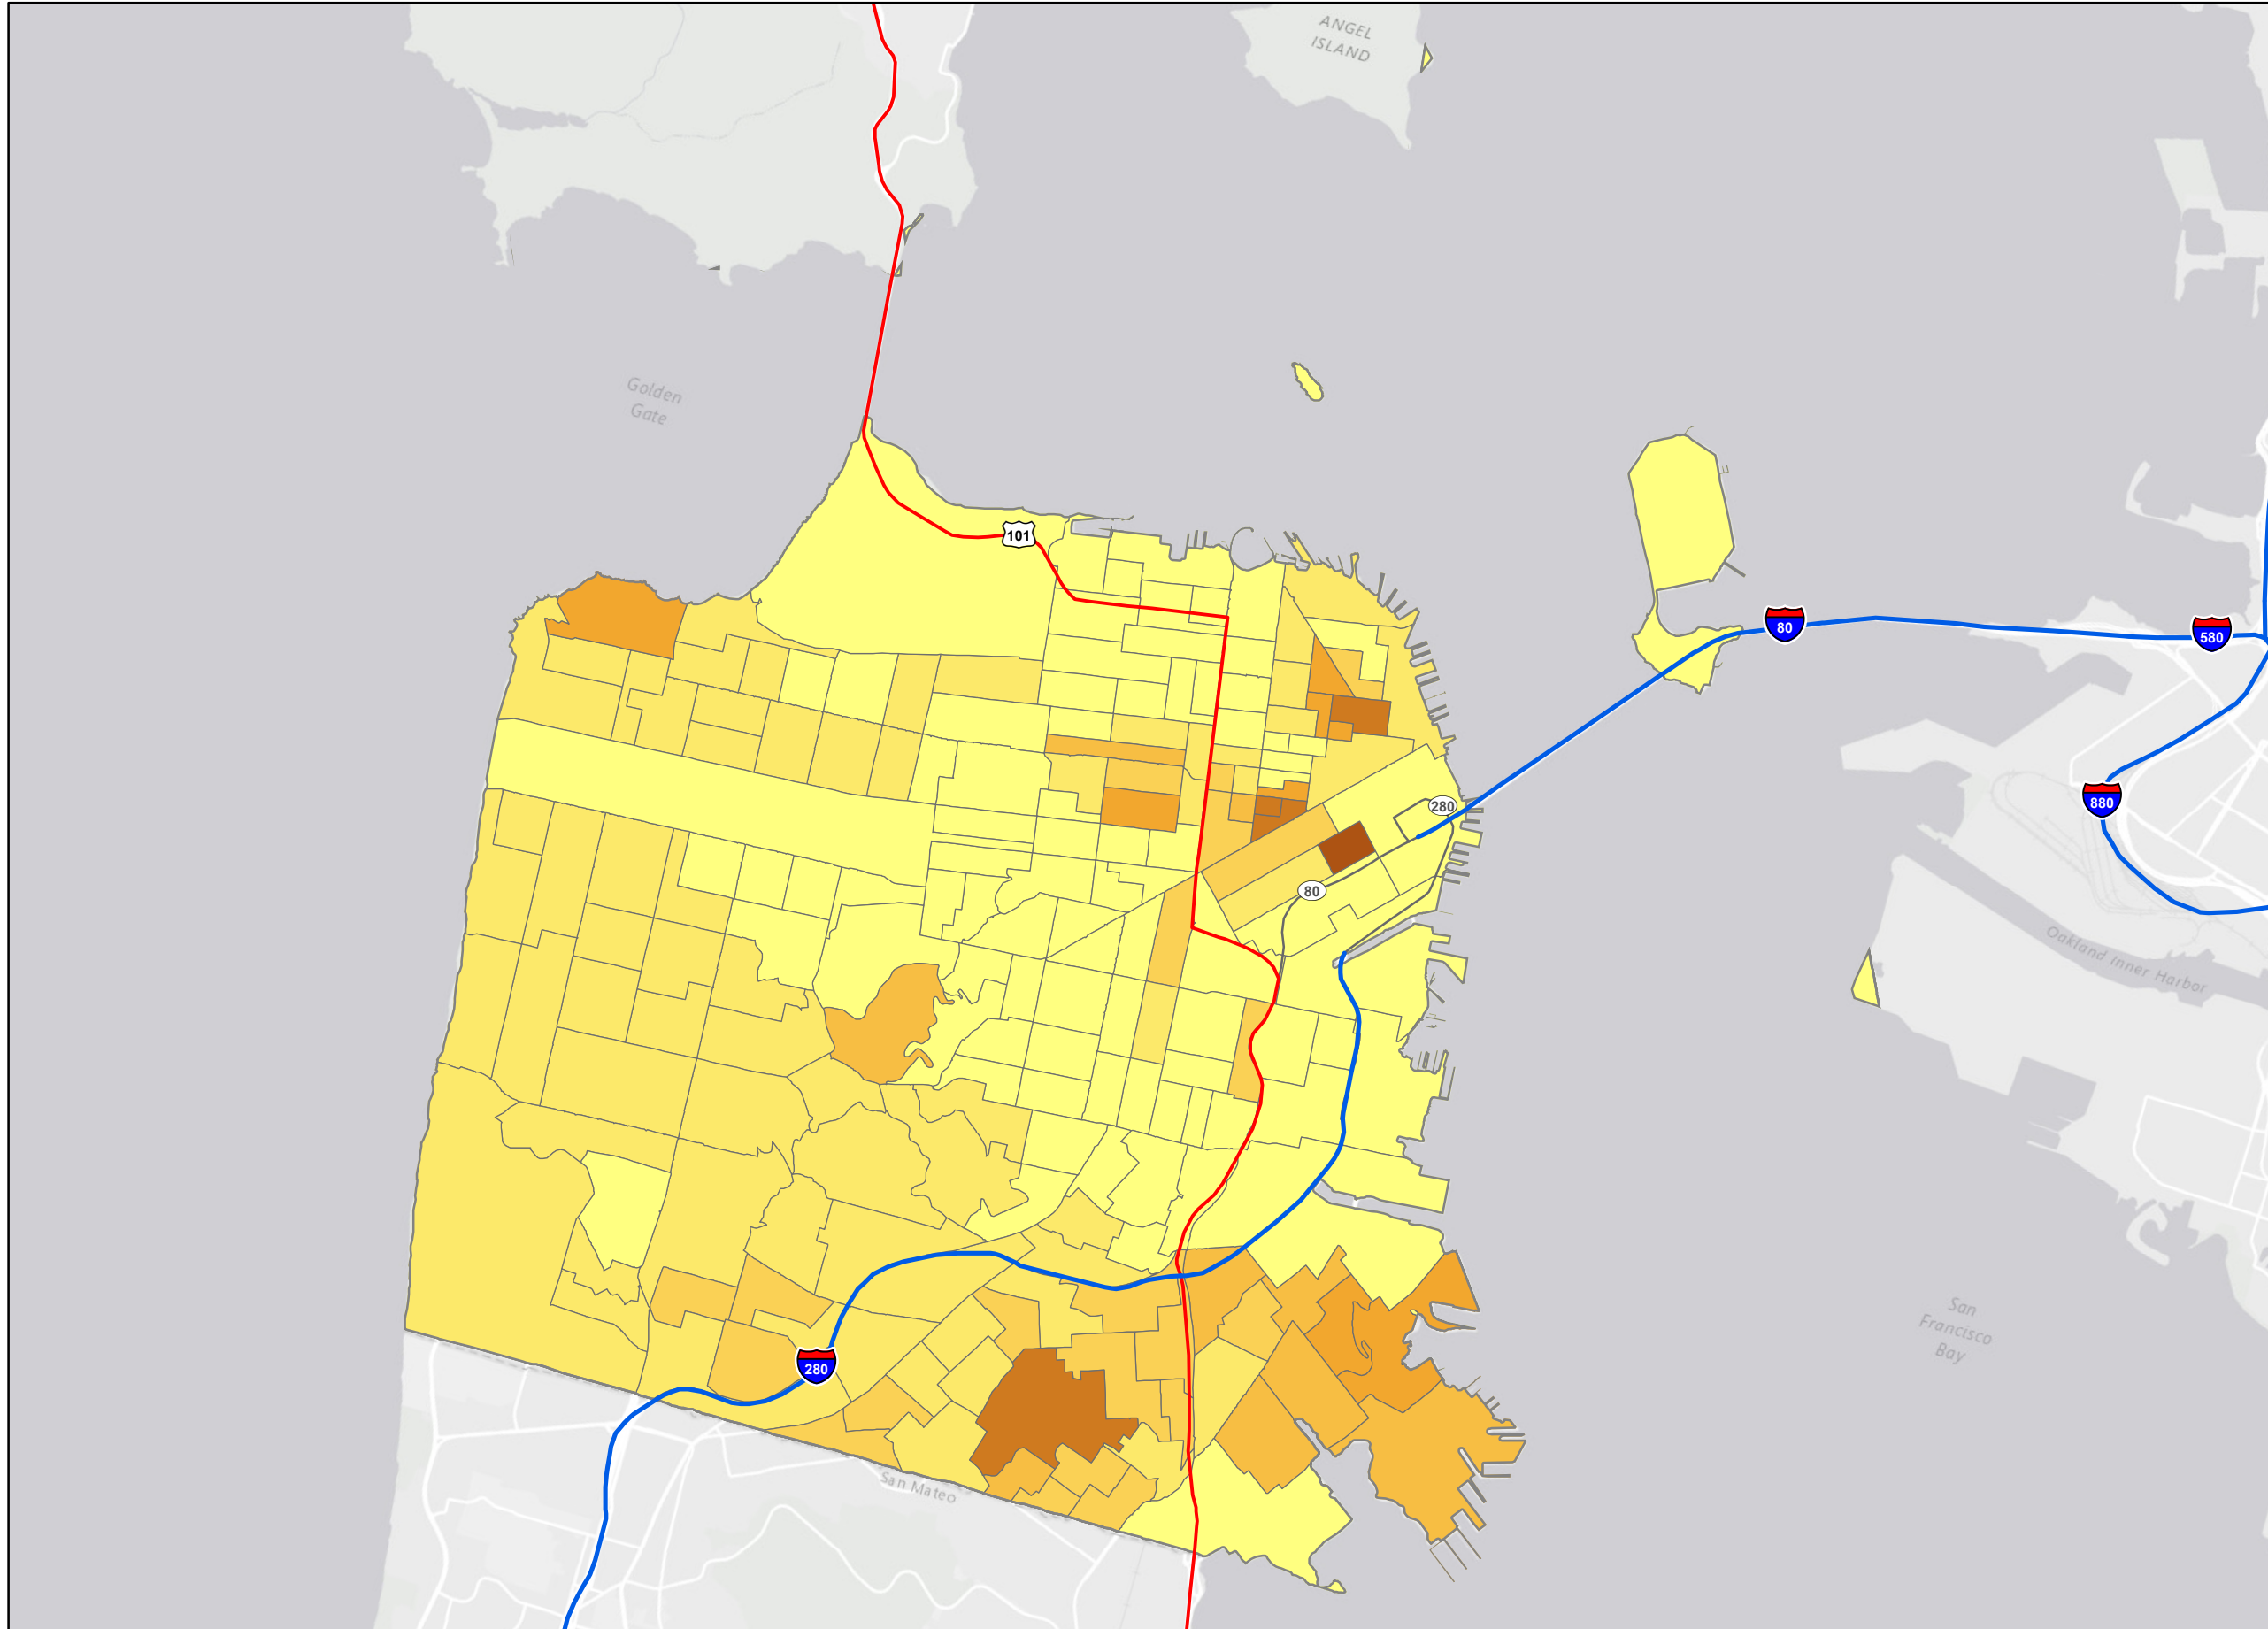 ANGEL
ISLAND
Golden
Gate
101
80
580
280
880
80
Oakland Inner Harbor
San
Francisco
Bay
280
San Mateo